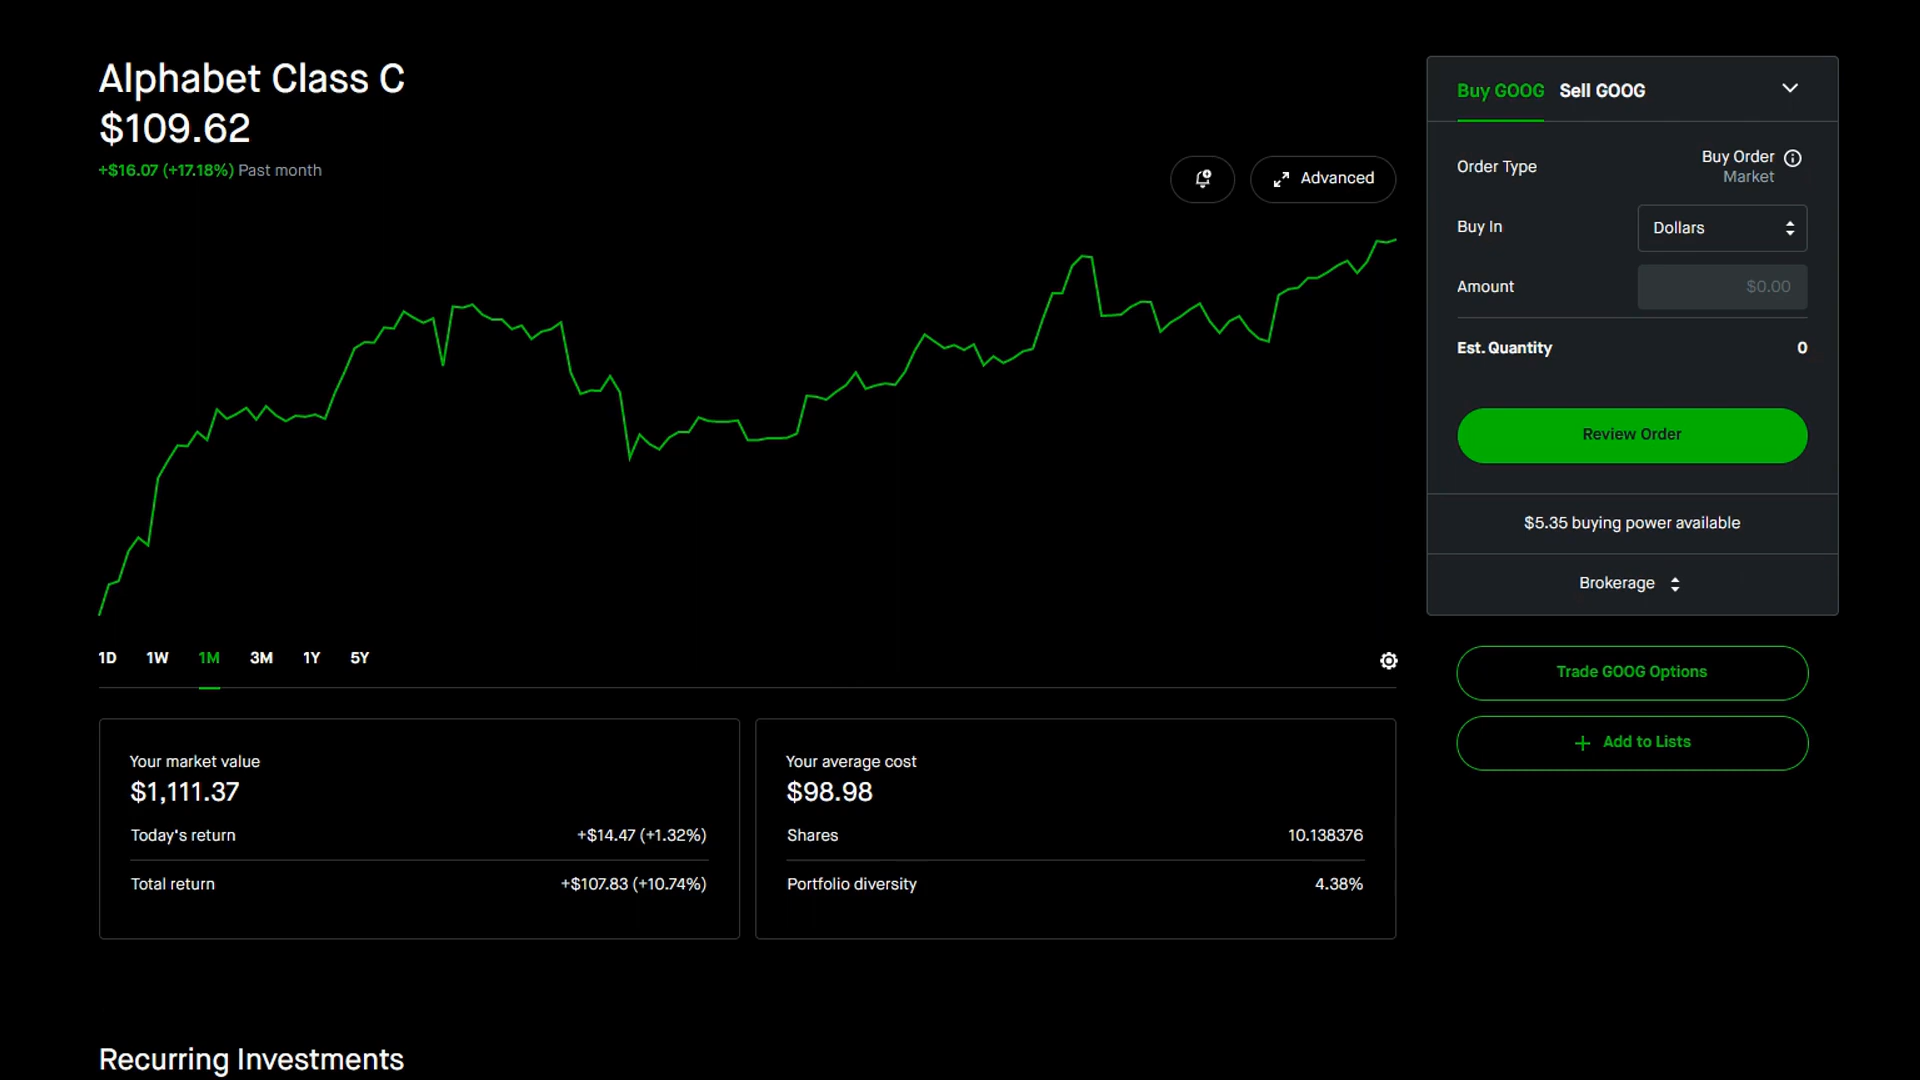 Alphabet Class C
$109.62
+$16.07 (+17.18%) Past month
Advanced
1D 1W 1M 3M 1Y 5Y
Your market value
$1,111.37
Today's return +$14.47 (+1.32%)
Total return +$107.83 (+10.74%)
Your average cost
$98.98
Shares 10.138376
Portfolio diversity 4.38%
Recurring Investments
Buy GOOG Sell GOOG
Order Type Buy Order
Market
Buy In Dollars
Amount $0.00
Est. Quantity 0
Review Order
$5.35 buying power available
Brokerage
Trade GOOG Options
+ Add to Lists